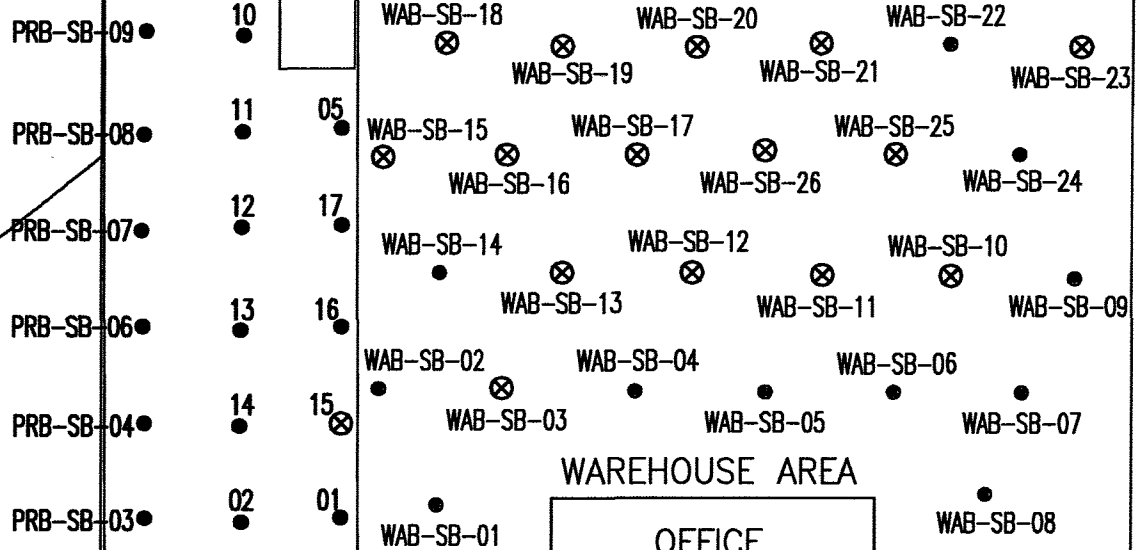 PRB-SB-09
10
WAB-SB-18
WAB-SB-19
WAB-SB-20
WAB-SB-21
WAB-SB-22
WAB-SB-23
PRB-SB-08
11
05
WAB-SB-15
WAB-SB-16
WAB-SB-17
WAB-SB-26
WAB-SB-25
WAB-SB-24
PRB-SB-07
12
17
WAB-SB-14
WAB-SB-13
WAB-SB-12
WAB-SB-11
WAB-SB-10
WAB-SB-09
PRB-SB-06
13
16
WAB-SB-02
WAB-SB-03
WAB-SB-04
WAB-SB-05
WAB-SB-06
WAB-SB-07
PRB-SB-04
14
15
WAREHOUSE AREA
PRB-SB-03
02
01
WAB-SB-01
OFFICE
WAB-SB-08